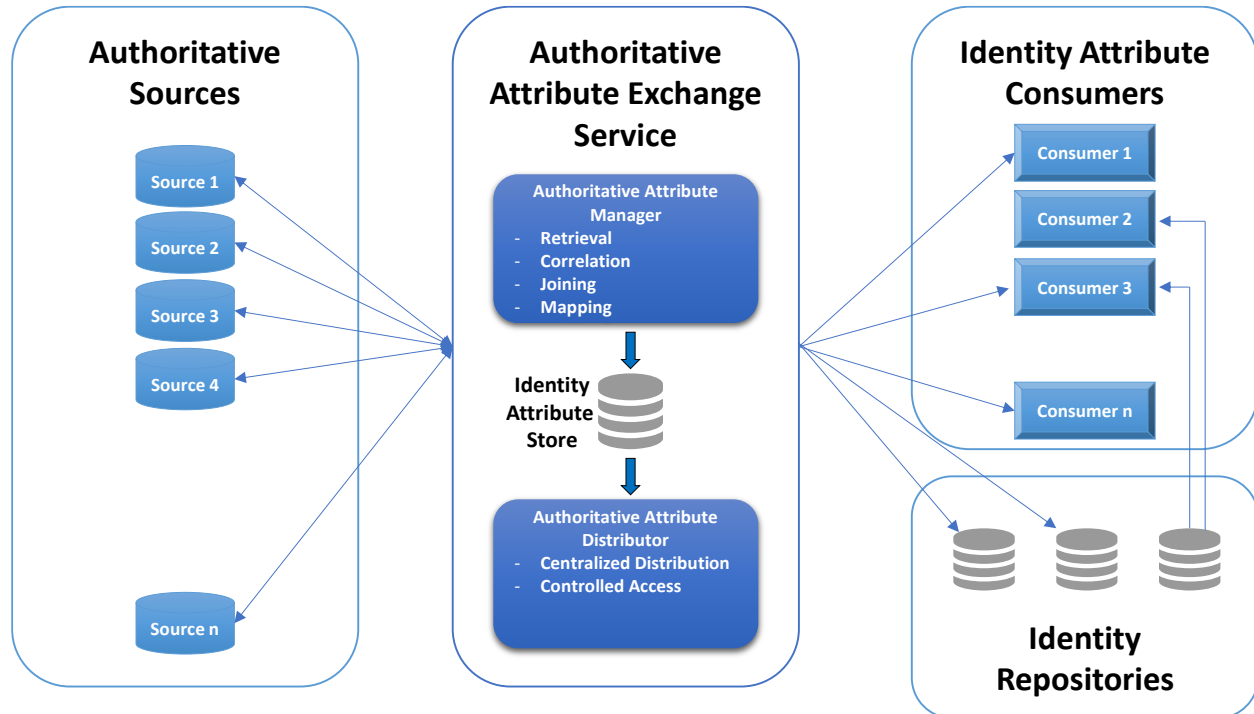 Authoritative
Sources
Source 1
Source 2
Source 3
Source 4
Source n
Authoritative
Attribute Exchange
Service
Authoritative Attribute
Manager
- Retrieval
- Correlation
- Joining
- Mapping
Identity
Attribute
Store
Authoritative Attribute
Distributor
- Centralized Distribution
- Controlled Access
Identity Attribute
Consumers
Consumer 1
Consumer 2
Consumer 3
Consumer n
Identity
Repositories